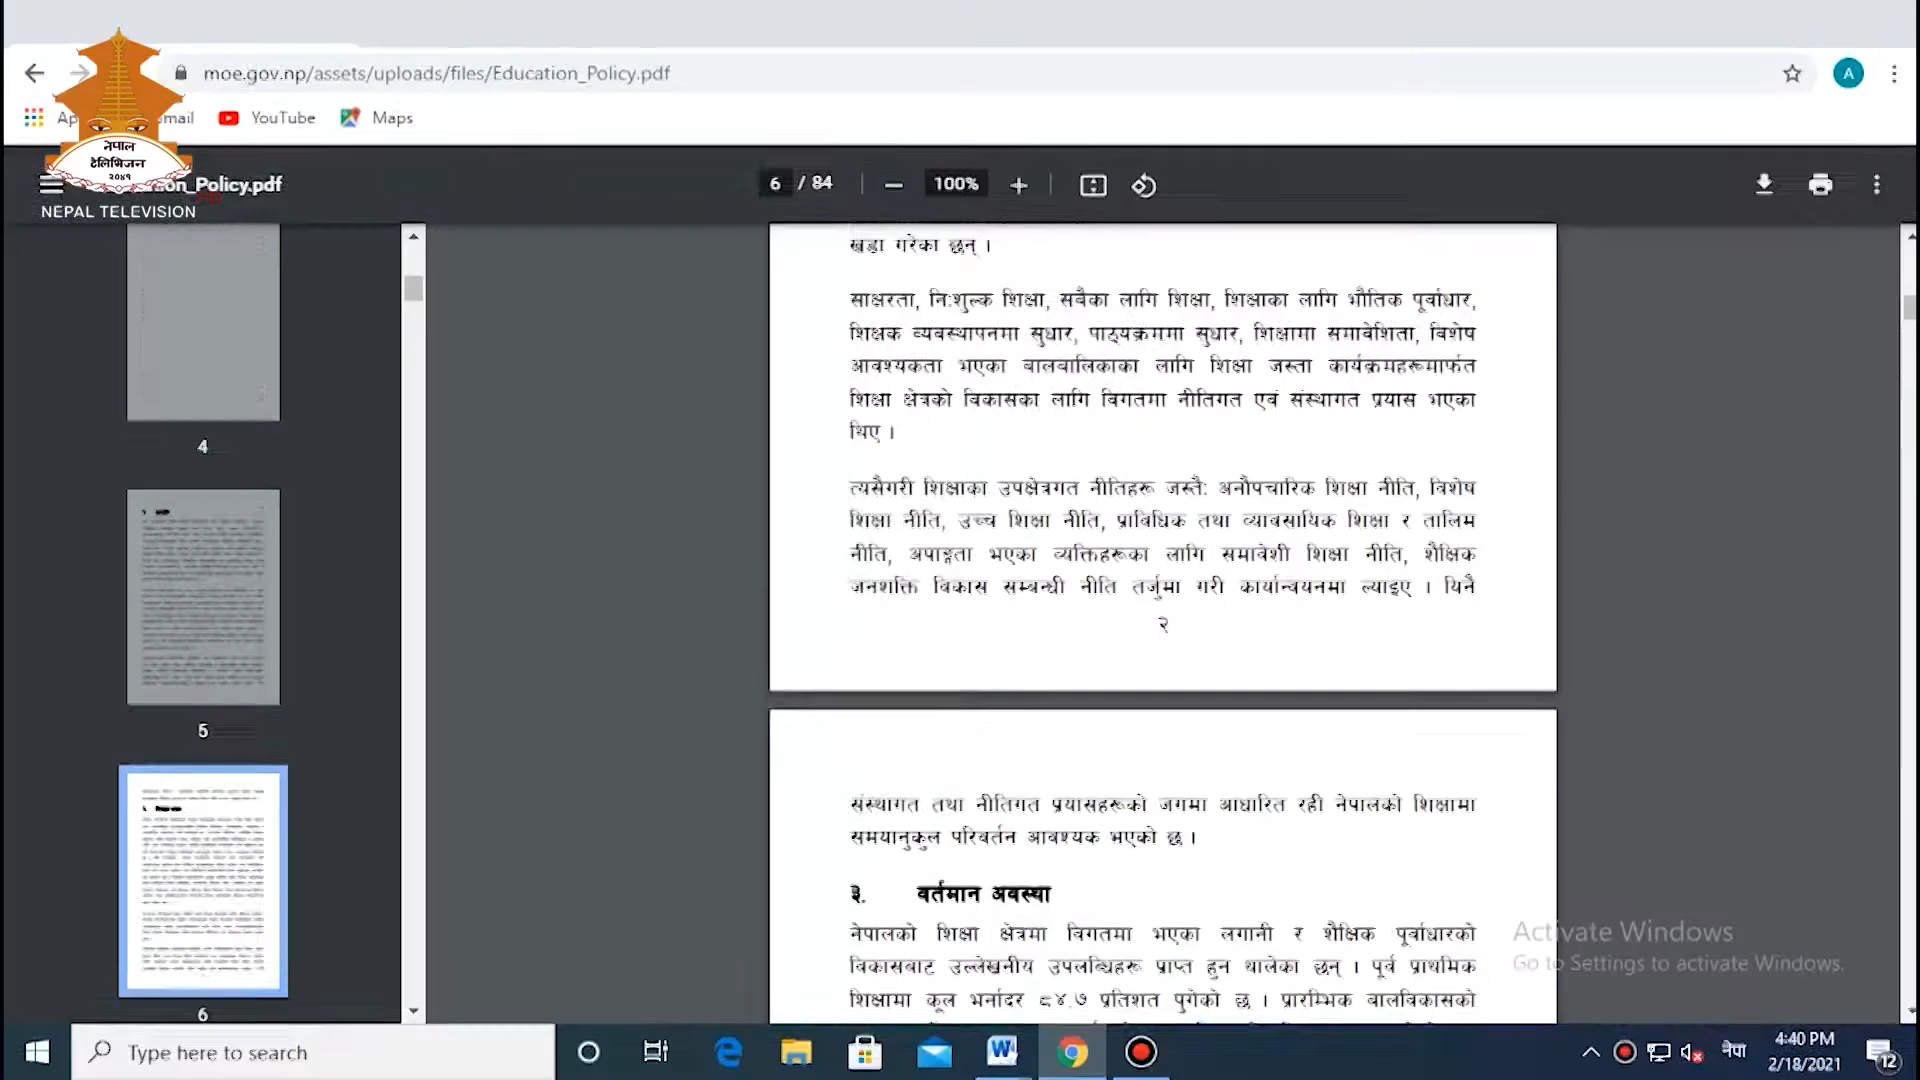 moe.gov.np/assets/uploads/files/Education_Policy.pdf
A
YouTube
Maps
नेपाल
टेलिभिजन
२०४१
NEPAL TELEVISION
on_Policy.pdf
6 / 84
100%
4
5
6
खडा गरेका छन् ।
साक्षरता, नि:शुल्क शिक्षा, सबैका लागि शिक्षा, शिक्षाका लागि भौतिक पूर्वाधार,
शिक्षक व्यवस्थापनमा सुधार, पाठ्यक्रममा सुधार, शिक्षामा समावेशिता, विशेष
आवश्यकता भएका बालबालिकाका लागि शिक्षा जस्ता कार्यक्रमहरूमार्फत
शिक्षा क्षेत्रको विकासका लागि विगतमा नीतिगत एवं संस्थागत प्रयास भएका
थिए ।
त्यसैगरी शिक्षाका उपक्षेत्रगत नीतिहरू जस्तै: अनौपचारिक शिक्षा नीति, विशेष
शिक्षा नीति, उच्च शिक्षा नीति, प्राविधिक तथा व्यावसायिक शिक्षा र तालिम
नीति, अपाङ्गता भएका व्यक्तिहरूका लागि समावेशी शिक्षा नीति, शैक्षिक
जनशक्ति विकास सम्बन्धी नीति तर्जुमा गरी कार्यान्वयनमा ल्याइए । यिनै
२
संस्थागत तथा नीतिगत प्रयासहरूको जगमा आधारित रही नेपालको शिक्षामा
समयानुकुल परिवर्तन आवश्यक भएको छ ।
३. वर्तमान अवस्था
नेपालको शिक्षा क्षेत्रमा विगतमा भएका लगानी र शैक्षिक पूर्वाधारको
विकासबाट उल्लेखनीय उपलब्धिहरू प्राप्त हुन थालेका छन् । पूर्व प्राथमिक
शिक्षामा कूल भर्नादर ८४.७ प्रतिशत पुगेको छ । प्रारम्भिक बालविकासको
Activate Windows
Go to Settings to activate Windows.
Type here to search
नेपा
4:40 PM
2/18/2021
12